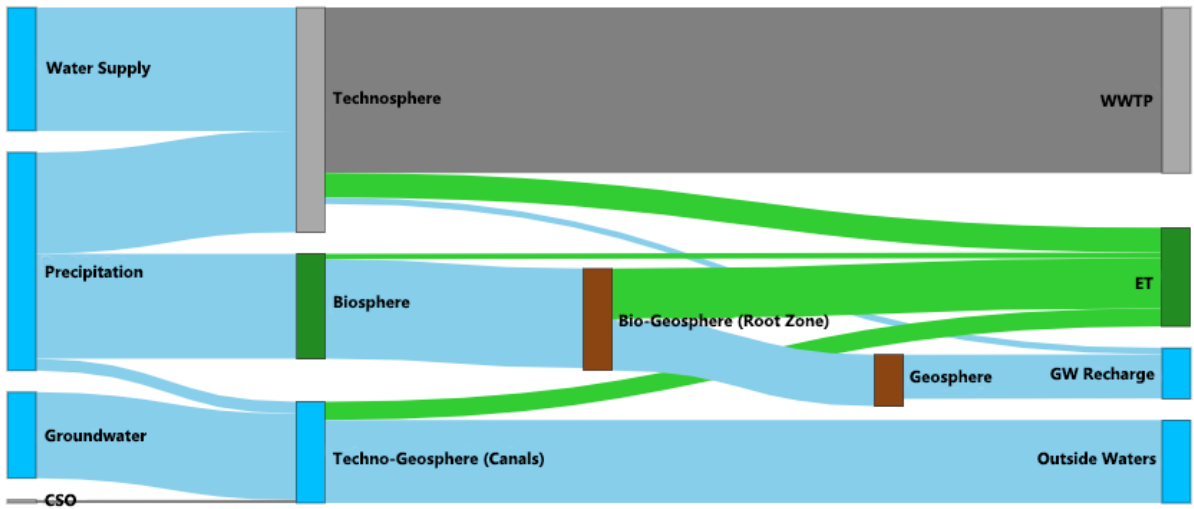 Water Supply
Technosphere
WWTP
Precipitation
Biosphere
ET
Bio-Geosphere (Root Zone)
Geosphere
GW Recharge
Groundwater
Techno-Geosphere (Canals)
Outside Waters
CSO